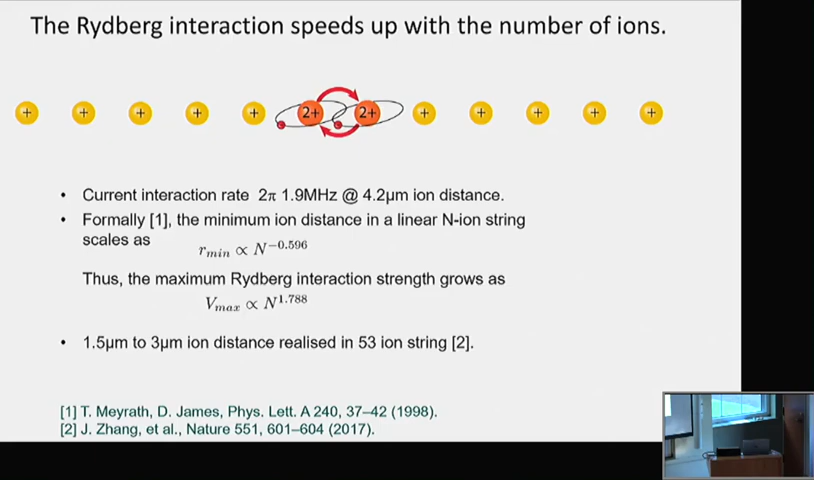 The Rydberg interaction speeds up with the number of ions.
+ + + + + 2+ 2+ + + + + +
• Current interaction rate 2π 1.9MHz @ 4.2µm ion distance.
• Formally [1], the minimum ion distance in a linear N-ion string
scales as
r_min ∝ N^−0.596
Thus, the maximum Rydberg interaction strength grows as
V_max ∝ N^1.788
• 1.5µm to 3µm ion distance realised in 53 ion string [2].
[1] T. Meyrath, D. James, Phys. Lett. A 240, 37–42 (1998).
[2] J. Zhang, et al., Nature 551, 601–604 (2017).